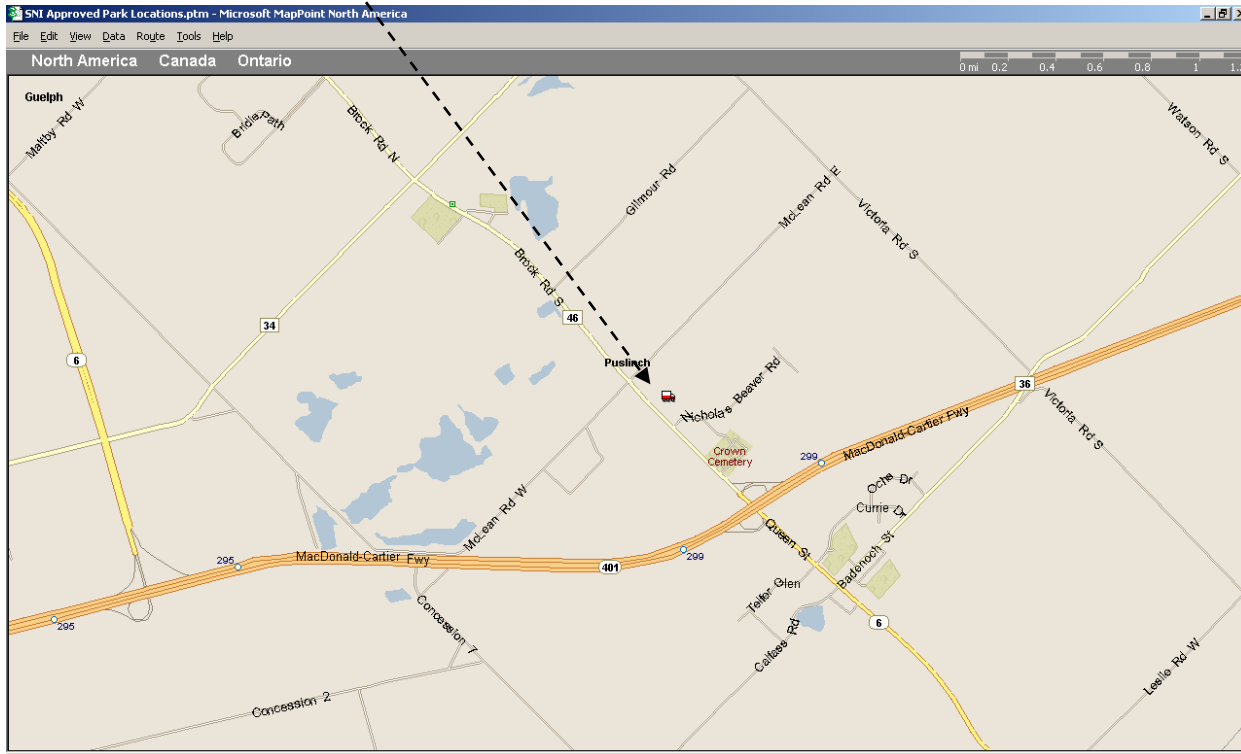 SNI Approved Park Locations.ptm - Microsoft MapPoint North America
File Edit View Data Route Tools Help
North America Canada Ontario
0 mi 0.2 0.4 0.6 0.8 1 1.2
Guelph
Maltby Rd W
Bridle Path
Brock Rd N
Watson Rd S
Gilmour Rd
McLean Rd E
Victoria Rd S
Brock Rd S
46
34
6
Puslinch
Nicholas Beaver Rd
N
36
Victoria Rd S
Crown
Cemetery
299
MacDonald-Cartier Fwy
Ochs Dr
Currie Dr
McLean Rd W
Queen St
Badenoch St
295
MacDonald-Cartier Fwy
401
299
Telfer Glen
295
Concession 7
Calfass Rd
6
Leslie Rd W
Concession 2